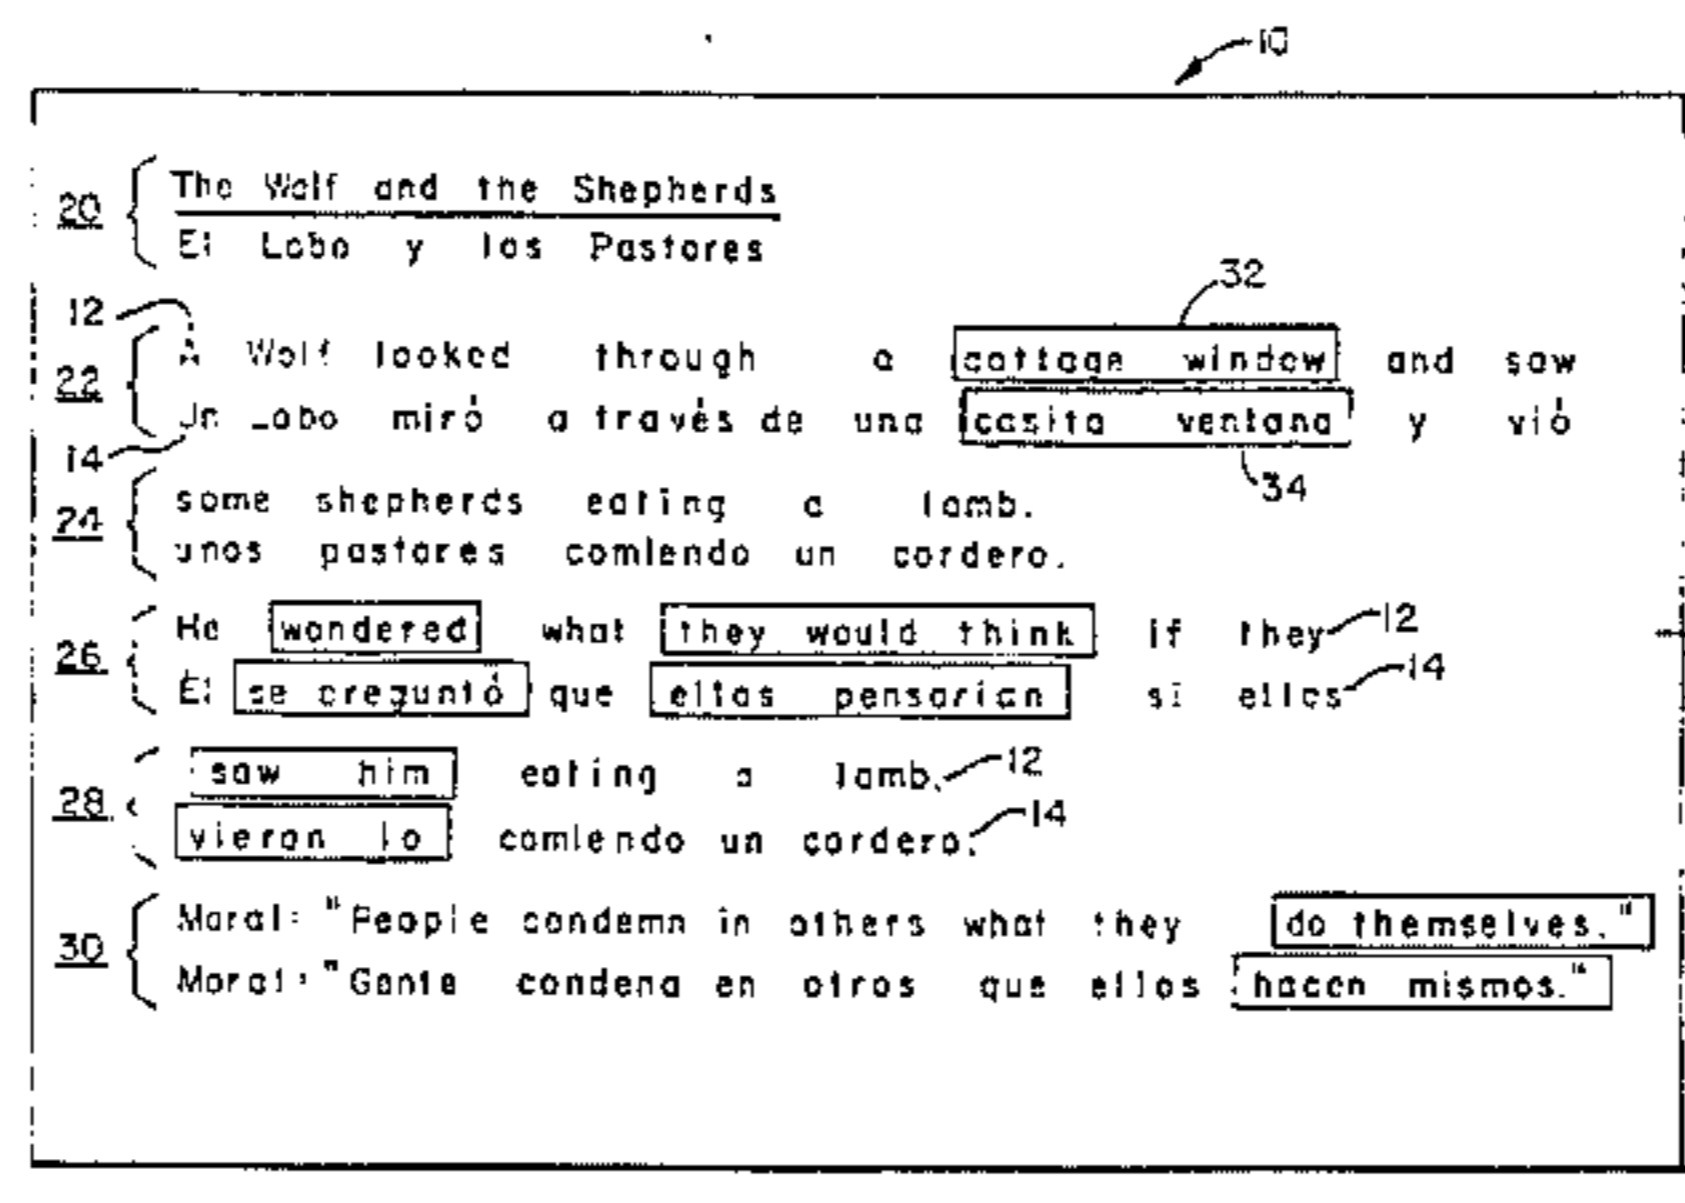 10
20 The Wolf and the Shepherds
El Lobo y los Pastores
32
12
22 A Wolf looked through a cottage window and saw
Un Lobo miró a través de una casita ventana y vió
14
34
24 some shepherds eating a lamb.
unos pastores comiendo un cordero.
26 He wondered what they would think if they 12
Él se preguntó que ellos pensarian si ellos 14
28 saw him eating a lamb. 12
vieron lo comiendo un cordero. 14
30 Moral: "People condemn in others what they do themselves."
Moral: "Gente condena en otros que ellos hacen mismos."